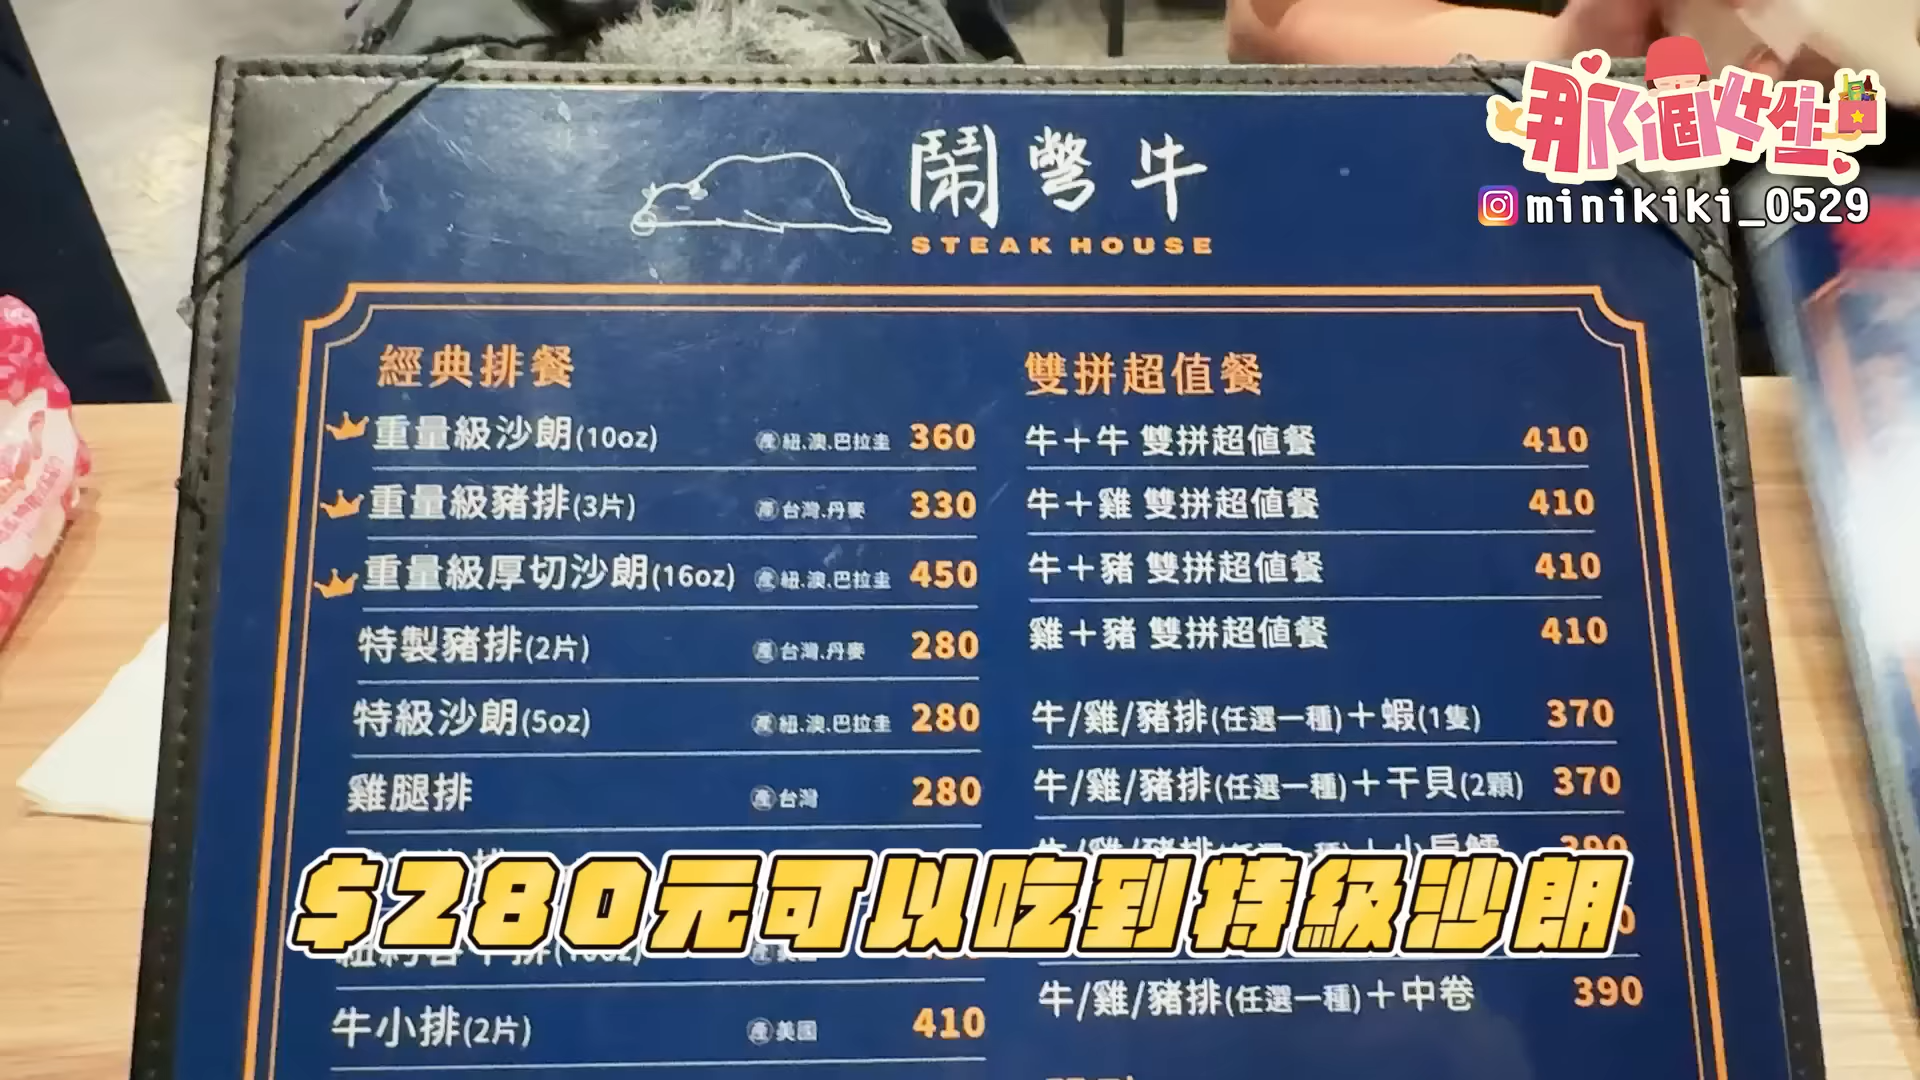 那個女生
minikiki_0529
鬧彆牛
STEAK HOUSE
經典排餐
重量級沙朗(10oz) 產紐.澳.巴拉圭 360
重量級豬排(3片) 產台灣.丹麥 330
重量級厚切沙朗(16oz) 產紐.澳.巴拉圭 450
特製豬排(2片) 產台灣.丹麥 280
特級沙朗(5oz) 產紐.澳.巴拉圭 280
雞腿排 產台灣 280
牛小排(2片) 產美國 410
雙拼超值餐
牛+牛 雙拼超值餐 410
牛+雞 雙拼超值餐 410
牛+豬 雙拼超值餐 410
雞+豬 雙拼超值餐 410
牛/雞/豬排(任選一種)+蝦(1隻) 370
牛/雞/豬排(任選一種)+干貝(2顆) 370
牛/雞/豬排(任選一種)+中卷 390
$280元可以吃到特級沙朗